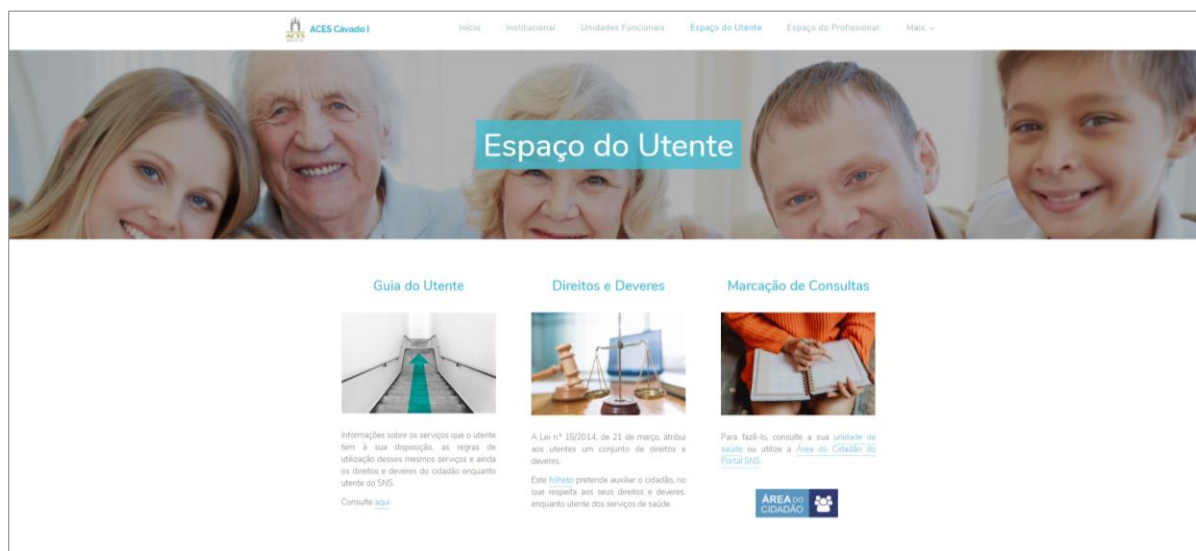 ACES
ACES Cávado I
Início
Institucional
Unidades Funcionais
Espaço do Utente
Espaço do Profissional
Mais
Espaço do Utente
Guia do Utente
Informações sobre os serviços que o utente
tem à sua disposição, as regras de
utilização desses mesmos serviços e ainda
os direitos e deveres do cidadão enquanto
utente do SNS.
Consulte aqui.
Direitos e Deveres
A Lei n.º 15/2014, de 21 de março, atribui
aos utentes um conjunto de direitos e
deveres.
Este folheto pretende auxiliar o cidadão, no
que respeita aos seus direitos e deveres,
enquanto utente dos serviços de saúde.
Marcação de Consultas
Para fazê-lo, consulte a sua unidade de
saúde ou utilize a Área do Cidadão do
Portal SNS.
ÁREA DO
CIDADÃO